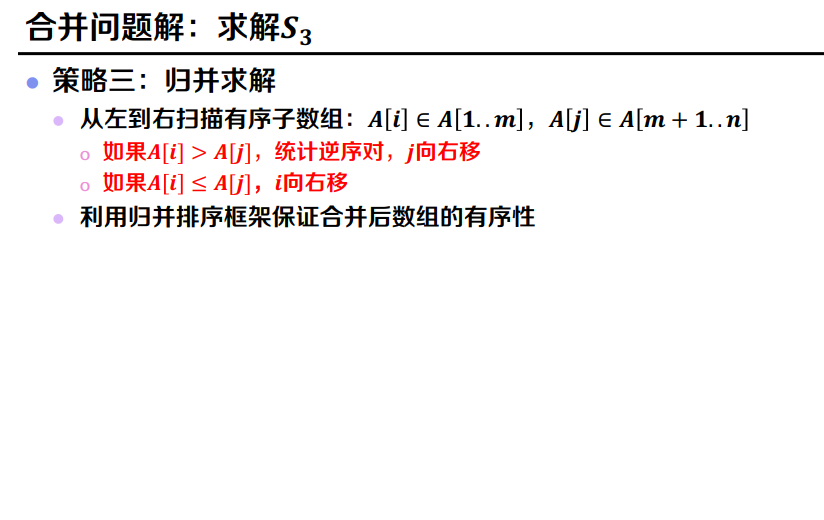 合并问题解：求解S₃
策略三：归并求解
从左到右扫描有序子数组：A[i] ∈ A[1..m]，A[j] ∈ A[m + 1..n]
如果A[i] > A[j]，统计逆序对，j向右移
如果A[i] ≤ A[j]，i向右移
利用归并排序框架保证合并后数组的有序性